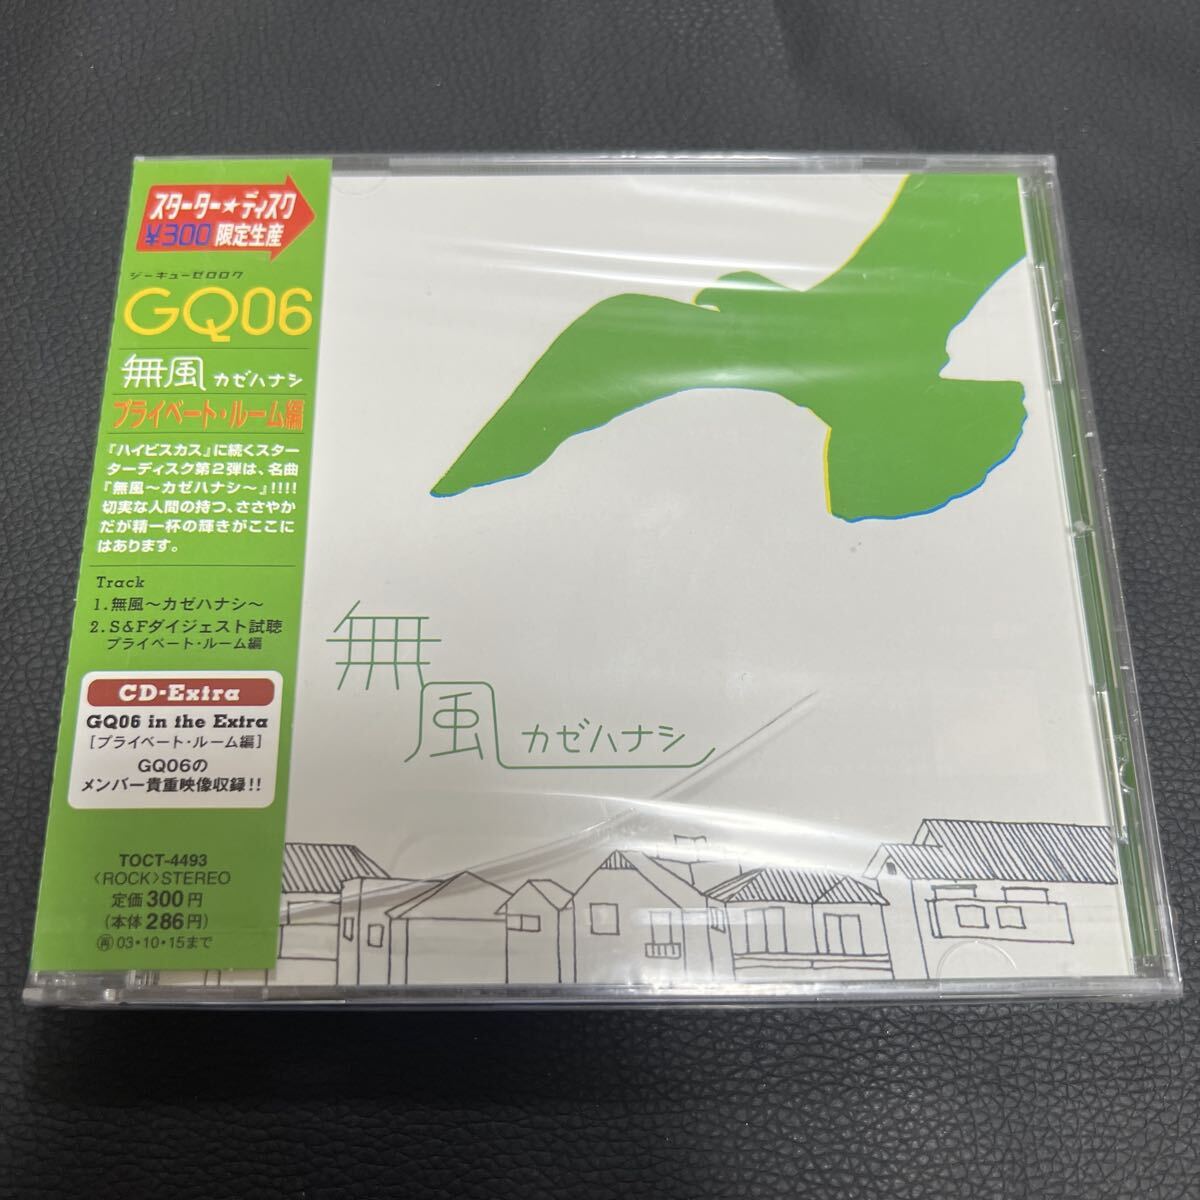 スターター★ディスク
¥300 限定生産
ジーキューゼロロク
GQ06
無風 カゼハナシ
プライベート・ルーム編
『ハイビスカス』に続くスター
ターディスク第2弾は、名曲
『無風〜カゼハナシ〜』!!!!
切実な人間の持つ、ささやか
だが精一杯の輝きがここに
はあります。
Track
1.無風〜カゼハナシ〜
2.S&Fダイジェスト試聴
プライベート・ルーム編
CD-Extra
GQ06 in the Extra
[プライベート・ルーム編]
GQ06の
メンバー貴重映像収録!!
TOCT-4493
〈ROCK〉STEREO
定価300円
(本体286円)
㊢03・10・15まで
無
風 カゼハナシ